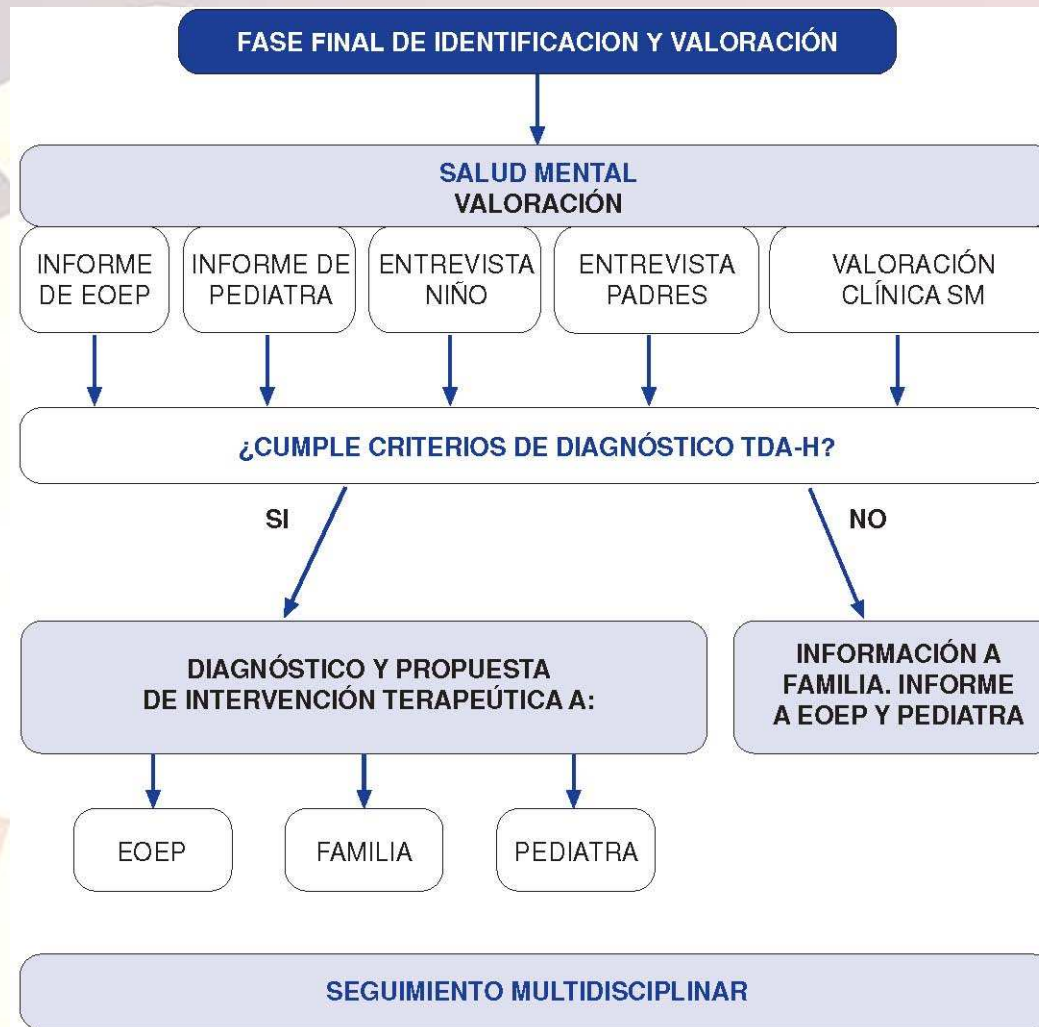 FASE FINAL DE IDENTIFICACION Y VALORACIÓN
SALUD MENTAL
VALORACIÓN
INFORME
DE EOEP
INFORME DE
PEDIATRA
ENTREVISTA
NIÑO
ENTREVISTA
PADRES
VALORACIÓN
CLÍNICA SM
¿CUMPLE CRITERIOS DE DIAGNÓSTICO TDA-H?
SI
NO
DIAGNÓSTICO Y PROPUESTA
DE INTERVENCIÓN TERAPEÚTICA A:
INFORMACIÓN A
FAMILIA. INFORME
A EOEP Y PEDIATRA
EOEP
FAMILIA
PEDIATRA
SEGUIMIENTO MULTIDISCIPLINAR